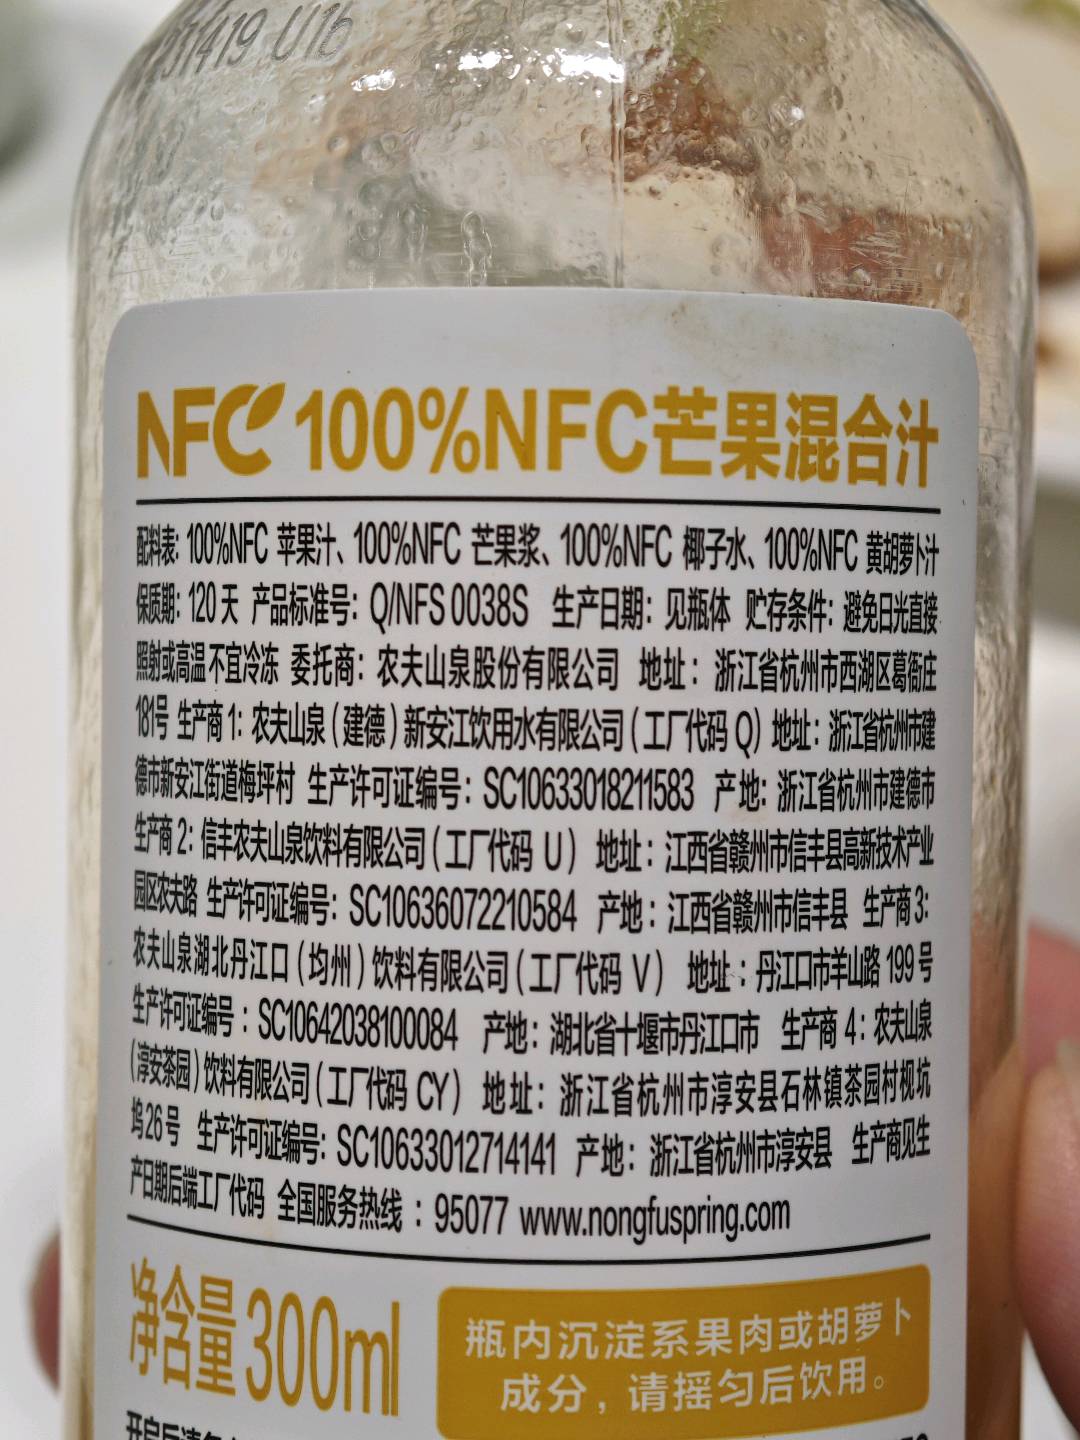 1419 U16
NFC 100%NFC芒果混合汁
配料表: 100%NFC 苹果汁、100%NFC 芒果浆、100%NFC 椰子水、100%NFC 黄胡萝卜汁
保质期: 120天 产品标准号: Q/NFS 0038S 生产日期: 见瓶体 贮存条件: 避免日光直接
照射或高温 不宜冷冻 委托商: 农夫山泉股份有限公司 地址: 浙江省杭州市西湖区葛衙庄
181号 生产商1: 农夫山泉(建德)新安江饮用水有限公司(工厂代码 Q) 地址: 浙江省杭州市建
德市新安江街道梅坪村 生产许可证编号: SC10633018211583 产地: 浙江省杭州市建德市
生产商2: 信丰农夫山泉饮料有限公司(工厂代码 U) 地址: 江西省赣州市信丰县高新技术产业
园区农夫路 生产许可证编号: SC10636072210584 产地: 江西省赣州市信丰县 生产商3:
农夫山泉湖北丹江口(均州)饮料有限公司(工厂代码 V) 地址: 丹江口市羊山路 199号
生产许可证编号: SC10642038100084 产地: 湖北省十堰市丹江口市 生产商 4: 农夫山泉
(淳安茶园)饮料有限公司(工厂代码 CY) 地址: 浙江省杭州市淳安县石林镇茶园村枧坑
坞26号 生产许可证编号: SC10633012714141 产地: 浙江省杭州市淳安县 生产商见生
产日期后端工厂代码 全国服务热线: 95077 www.nongfuspring.com
净含量300ml
瓶内沉淀系果肉或胡萝卜
成分，请摇匀后饮用。